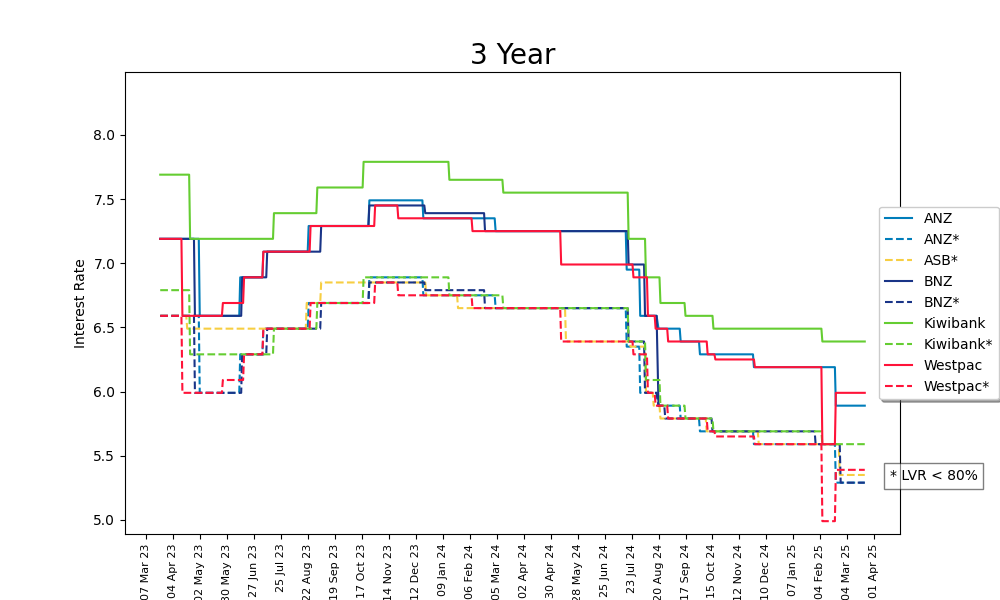 3 Year
Interest Rate
8.0
7.5
7.0
6.5
6.0
5.5
5.0
07 Mar 23
04 Apr 23
02 May 23
30 May 23
27 Jun 23
25 Jul 23
22 Aug 23
19 Sep 23
17 Oct 23
14 Nov 23
12 Dec 23
09 Jan 24
06 Feb 24
05 Mar 24
02 Apr 24
30 Apr 24
28 May 24
25 Jun 24
23 Jul 24
20 Aug 24
17 Sep 24
15 Oct 24
12 Nov 24
10 Dec 24
07 Jan 25
04 Feb 25
04 Mar 25
01 Apr 25
ANZ
ANZ*
ASB*
BNZ
BNZ*
Kiwibank
Kiwibank*
Westpac
Westpac*
* LVR < 80%